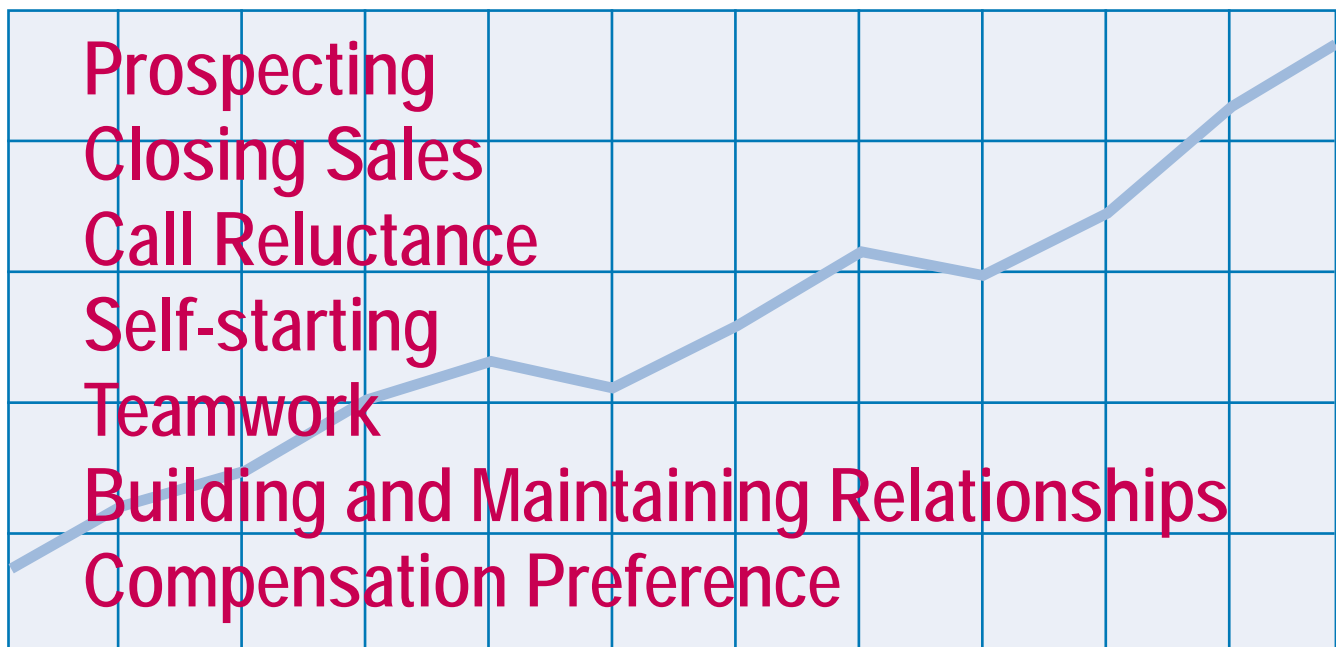 Prospecting
Closing Sales
Call Reluctance
Self-starting
Teamwork
Building and Maintaining Relationships
Compensation Preference